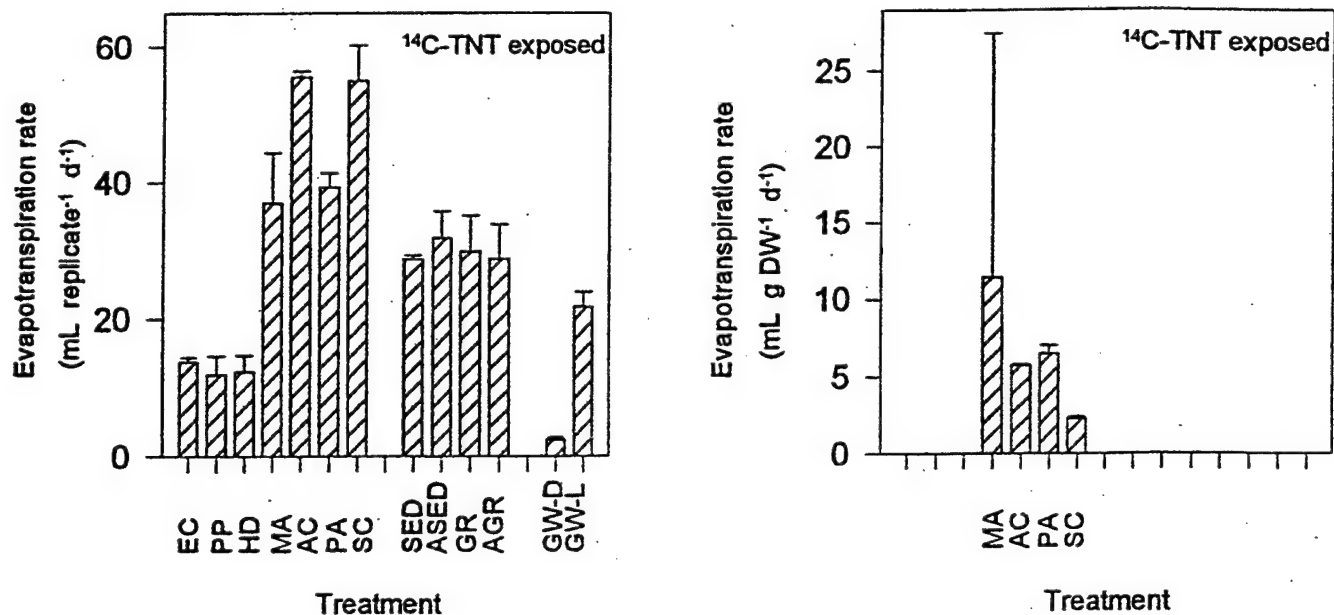 Evapotranspiration rate
(mL replicate⁻¹ d⁻¹)
60
40
20
0
¹⁴C-TNT exposed
EC
PP
HD
MA
AC
PA
SC
SED
ASED
GR
AGR
GW-D
GW-L
Treatment
Evapotranspiration rate
(mL g DW⁻¹ d⁻¹)
25
20
15
10
5
0
¹⁴C-TNT exposed
MA
AC
PA
SC
Treatment